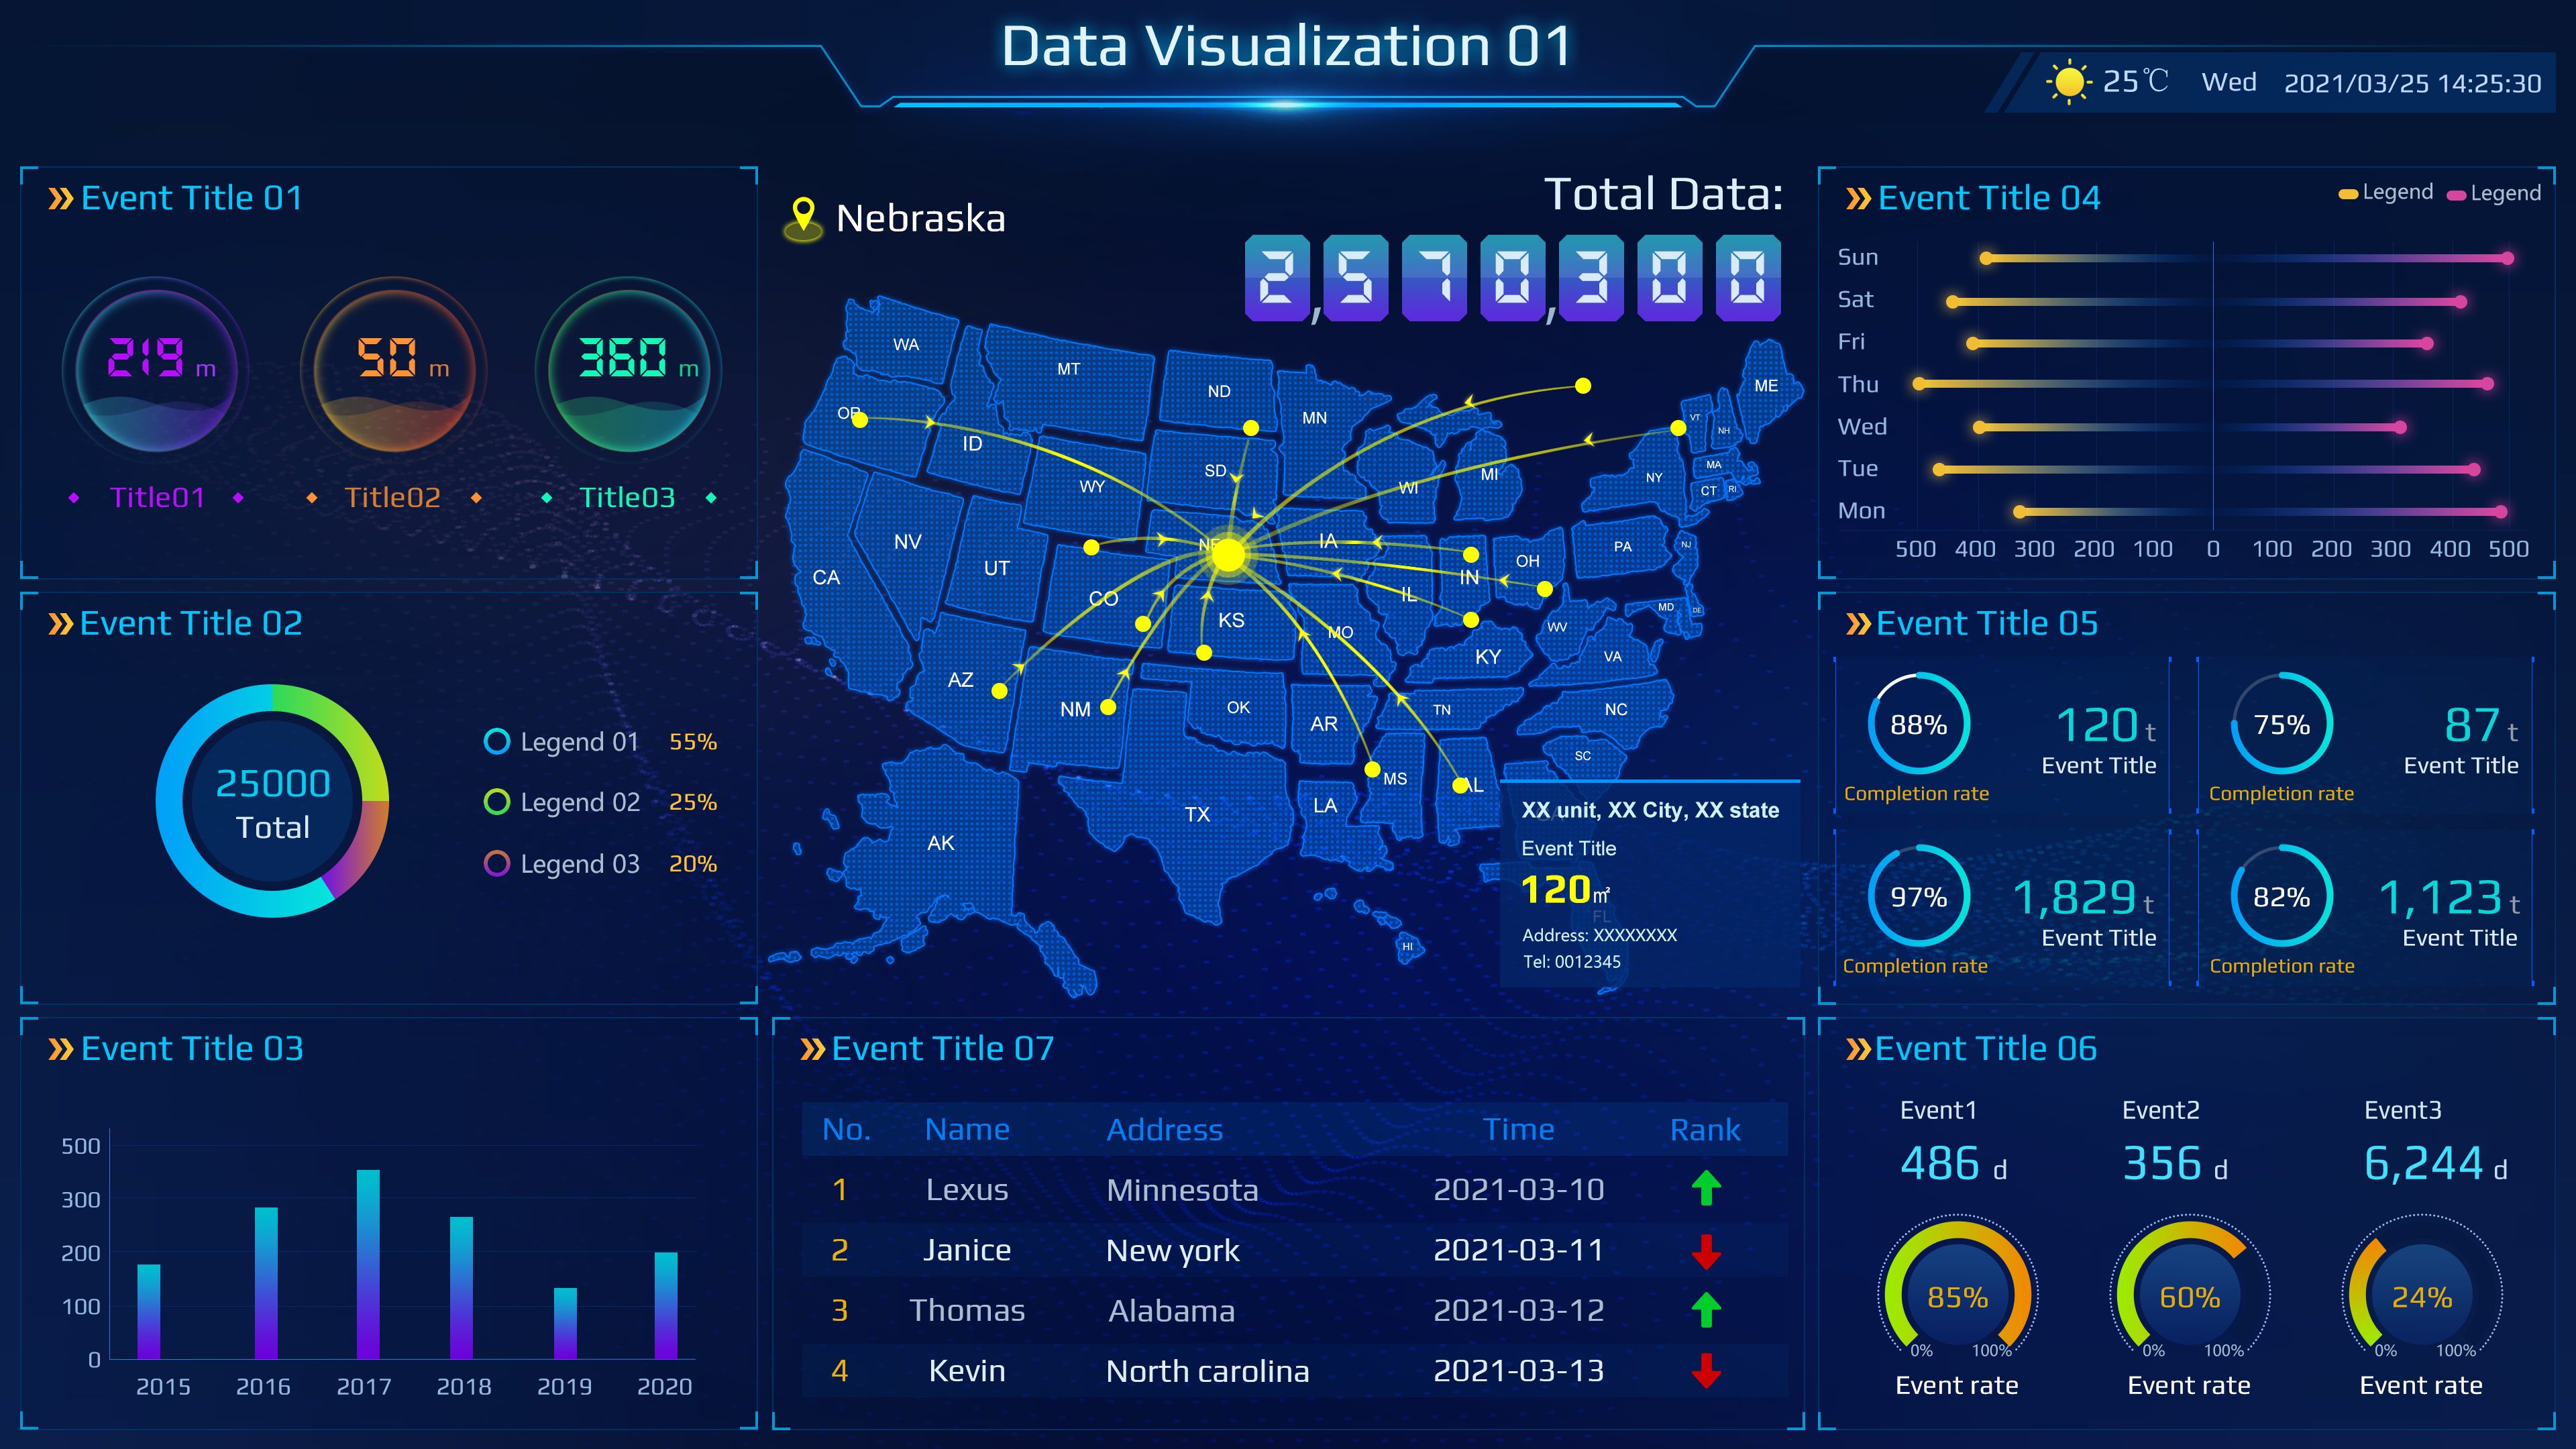 Data Visualization 01
25℃ Wed 2021/03/25 14:25:30
Event Title 01
219 m
50 m
360 m
Title01
Title02
Title03
Event Title 02
25000
Total
Legend 01 55%
Legend 02 25%
Legend 03 20%
Event Title 03
500
300
200
100
0
2015 2016 2017 2018 2019 2020
Nebraska
Total Data:
2,570,300
WA
MT
ND
MN
ME
OR
ID
SD
WY
WI
MI
VT
NH
NY
MA
CT
RI
NV
UT
CA
NE
IA
PA
NJ
OH
IN
IL
CO
KS
MO
MD
DE
WV
VA
KY
AZ
NM
OK
AR
TN
NC
SC
MS
AL
TX
LA
AK
HI
FL
XX unit, XX City, XX state
Event Title
120㎡
Address: XXXXXXXX
Tel: 0012345
Event Title 07
No. Name Address Time Rank
1 Lexus Minnesota 2021-03-10
2 Janice New york 2021-03-11
3 Thomas Alabama 2021-03-12
4 Kevin North carolina 2021-03-13
Event Title 04
Legend Legend
Sun
Sat
Fri
Thu
Wed
Tue
Mon
500 400 300 200 100 0 100 200 300 400 500
Event Title 05
88%
120 t
Event Title
Completion rate
75%
87 t
Event Title
Completion rate
97%
1,829 t
Event Title
Completion rate
82%
1,123 t
Event Title
Completion rate
Event Title 06
Event1 Event2 Event3
486 d 356 d 6,244 d
85% 60% 24%
0% 100% 0% 100% 0% 100%
Event rate Event rate Event rate